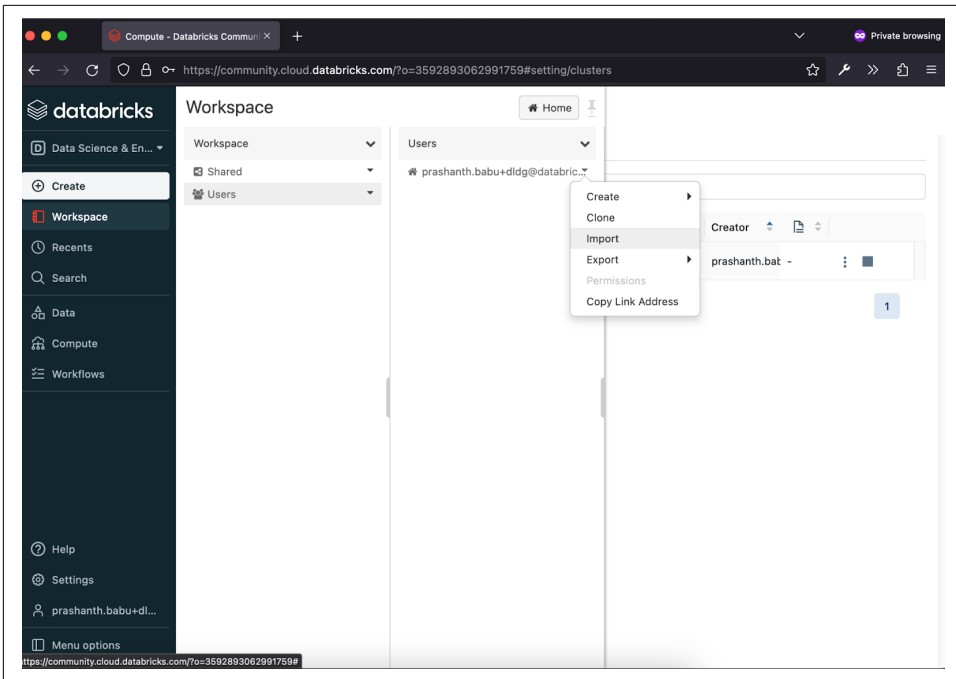 Compute - Databricks Communi
Private browsing
https://community.cloud.databricks.com/?o=3592893062991759#setting/clusters
databricks
D Data Science & En...
Create
Workspace
Recents
Search
Data
Compute
Workflows
Help
Settings
prashanth.babu+dl...
Menu options
Workspace
Home
Workspace
Shared
Users
Users
prashanth.babu+dldg@databric...
Create
Clone
Import
Export
Permissions
Copy Link Address
Creator
prashanth.bab -
1
ttps://community.cloud.databricks.com/?o=3592893062991759#